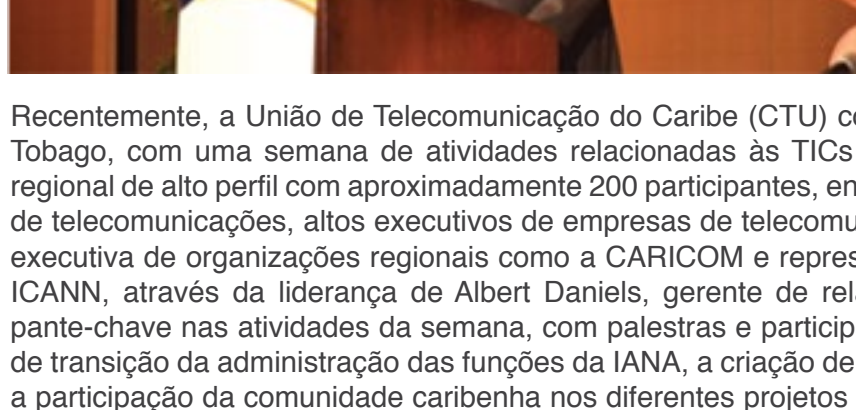 Recentemente, a União de Telecomunicação do Caribe (CTU)
Tobago, com uma semana de atividades relacionadas às TICs
regional de alto perfil com aproximadamente 200 participantes,
de telecomunicações, altos executivos de empresas de
executiva de organizações regionais como a CARICOM e
ICANN, através da liderança de Albert Daniels, gerente de
pante-chave nas atividades da semana, com palestras e
de transição da administração das funções da IANA, a criação de
a participação da comunidade caribenha nos diferentes projetos